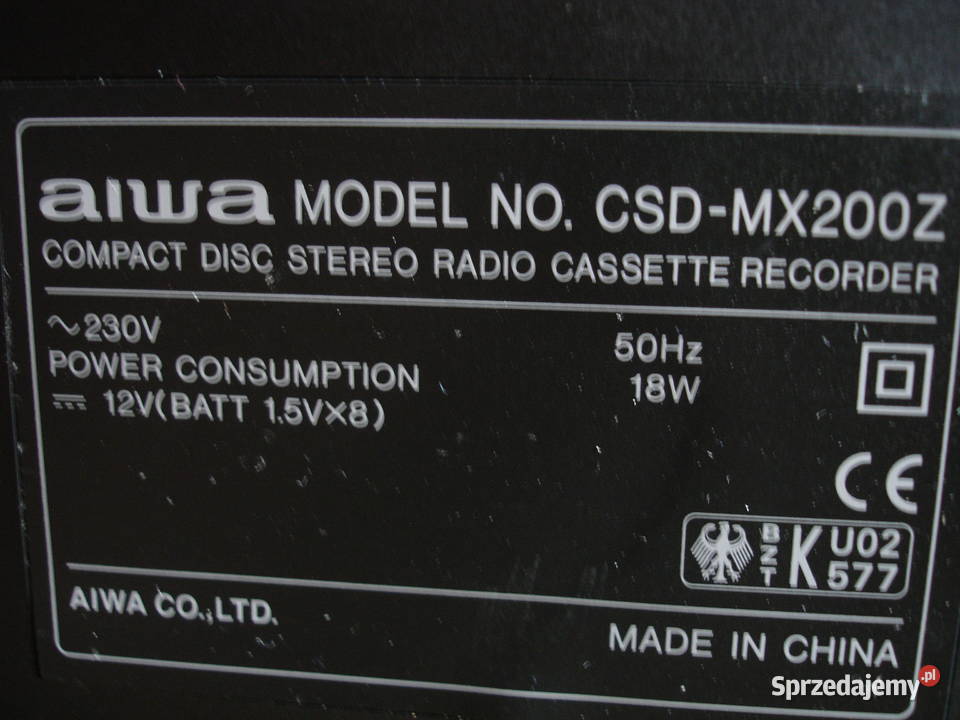 aiwa MODEL NO. CSD-MX200Z
COMPACT DISC STEREO RADIO CASSETTE RECORDER
~230V 50Hz
POWER CONSUMPTION 18W
⎓ 12V(BATT 1.5V×8)
CE
BZT K U02 577
AIWA CO.,LTD.
MADE IN CHINA
Sprzedajemy.pl